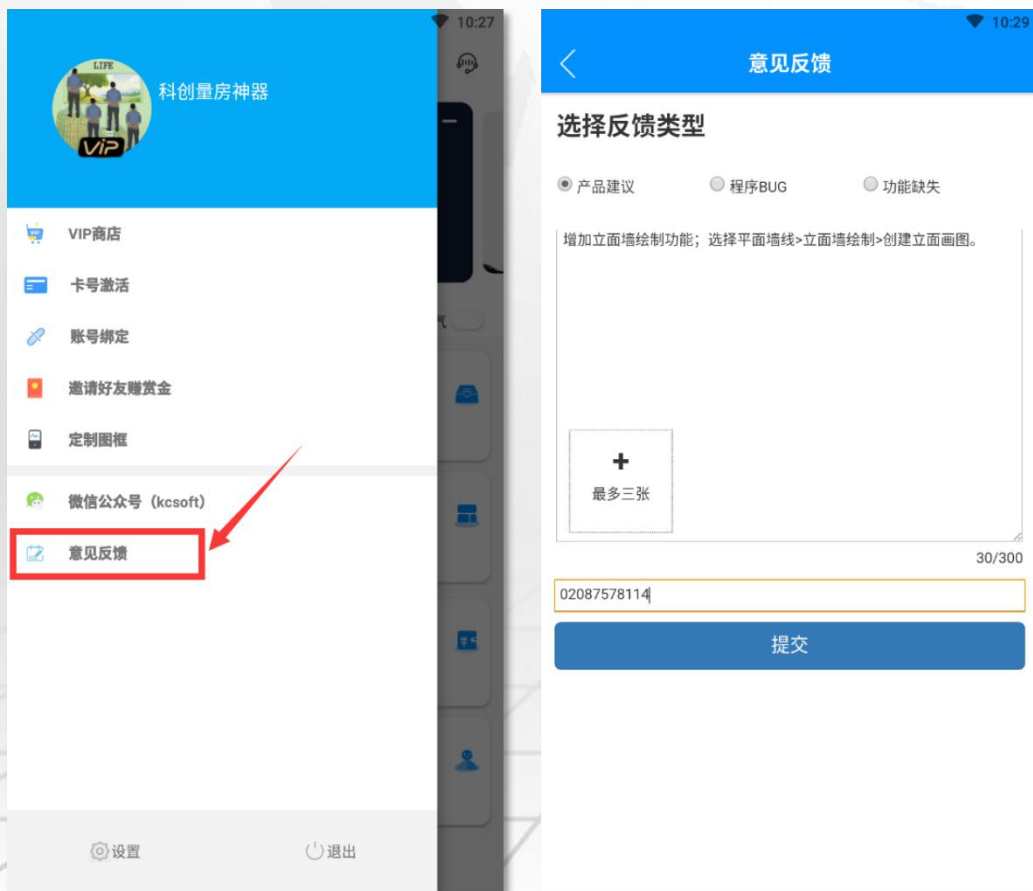 10:27
LIFE
VIP
科创量房神器
VIP商店
卡号激活
账号绑定
邀请好友赚赏金
定制图框
微信公众号（kcsoft）
意见反馈
设置
退出
气
10:29
意见反馈
选择反馈类型
产品建议
程序BUG
功能缺失
增加立面墙绘制功能；选择平面墙线>立面墙绘制>创建立面画图。
最多三张
30/300
02087578114
提交